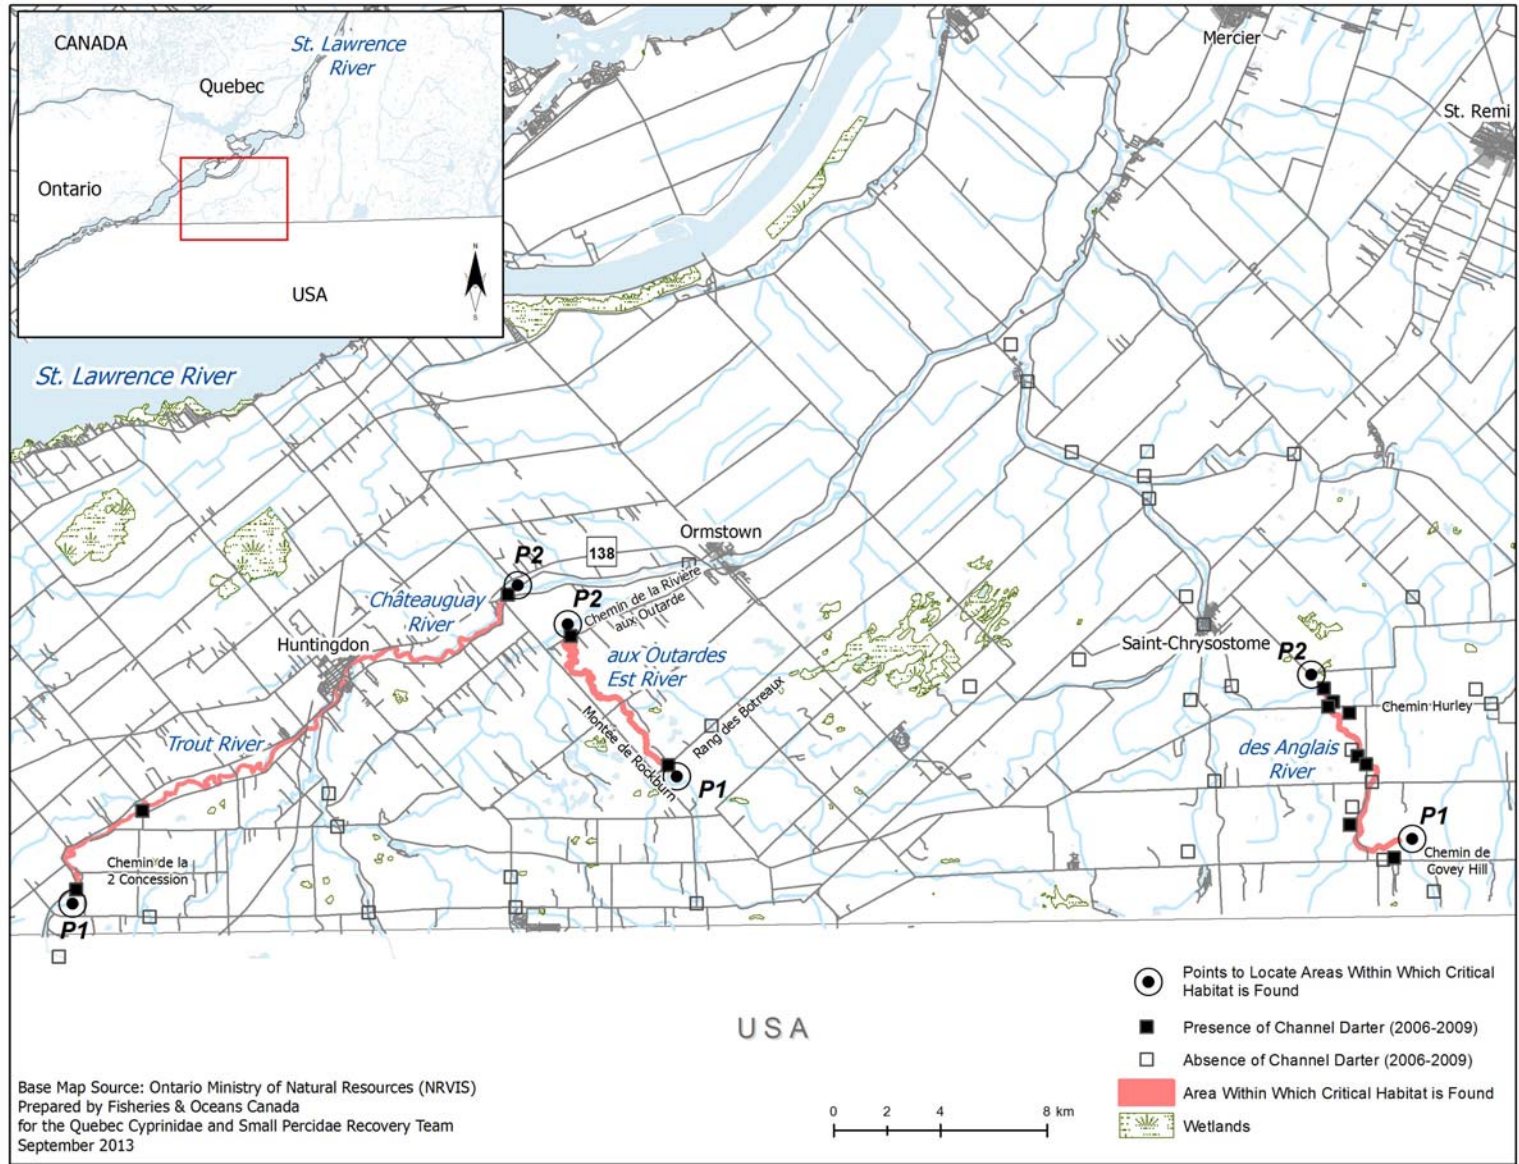 CANADA
St. Lawrence
River
Quebec
Ontario
USA
N
S
Mercier
St. Remi
St. Lawrence River
Ormstown
138
P2
P2
Chemin de la Rivière
aux Outarde
Châteauguay
River
Huntingdon
aux Outardes
Est River
Saint-Chrysostome
P2
Montée de Rockburn
Rang des Botreaux
Chemin Hurley
Trout River
des Anglais
River
P1
P1
Chemin de la
2 Concession
Chemin de
Covey Hill
P1
USA
Points to Locate Areas Within Which Critical
Habitat is Found
Presence of Channel Darter (2006-2009)
Absence of Channel Darter (2006-2009)
Area Within Which Critical Habitat is Found
Wetlands
Base Map Source: Ontario Ministry of Natural Resources (NRVIS)
Prepared by Fisheries & Oceans Canada
for the Quebec Cyprinidae and Small Percidae Recovery Team
September 2013
0 2 4 8 km